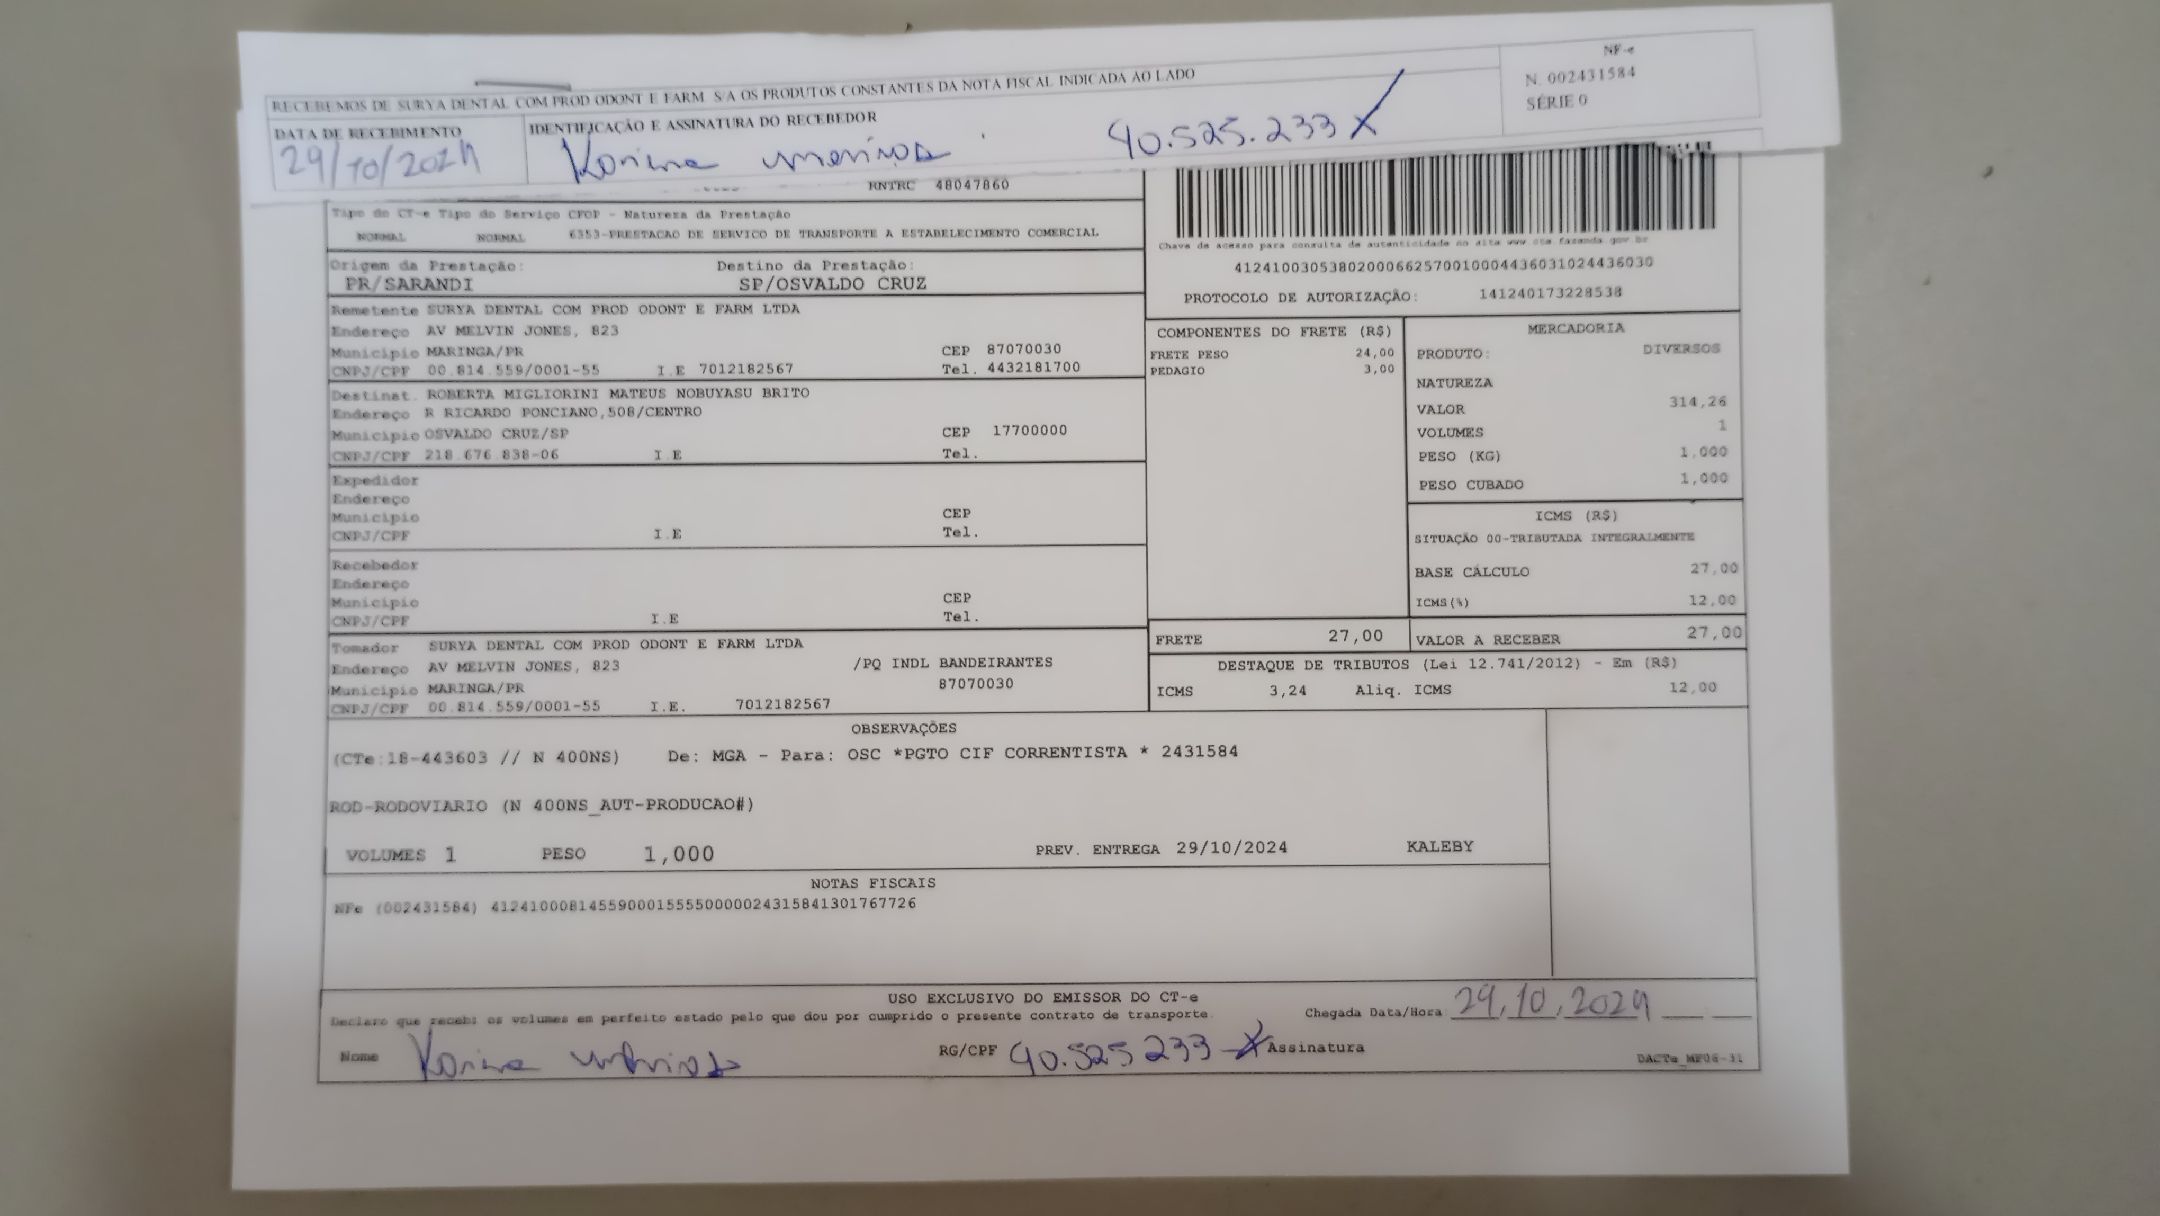 RECEBEMOS DE SURYA DENTAL COM PROD ODONT E FARM S/A OS PRODUTOS CONSTANTES DA NOTA FISCAL INDICADA AO LADO
NF-e
N. 002431584
SÉRIE 0
DATA DE RECEBIMENTO
29/10/2024
IDENTIFICAÇÃO E ASSINATURA DO RECEBEDOR
Karina 40.525.233 X
RNTRC 48047860
Tipo do CT-e Tipo do Serviço CFOP - Natureza da Prestação
NORMAL NORMAL 6353-PRESTACAO DE SERVICO DE TRANSPORTE A ESTABELECIMENTO COMERCIAL
Chave de acesso para consulta de autenticidade no site www.cte.fazenda.gov.br
41241003053802000662570010004436031024436030
PROTOCOLO DE AUTORIZAÇÃO: 141240173228538
Origem da Prestação: Destino da Prestação:
PR/SARANDI SP/OSVALDO CRUZ
Remetente SURYA DENTAL COM PROD ODONT E FARM LTDA
Endereço AV MELVIN JONES, 823
Município MARINGA/PR CEP 87070030
CNPJ/CPF 00.814.559/0001-55 I.E 7012182567 Tel. 4432181700
Destinat. ROBERTA MIGLIORINI MATEUS NOBUYASU BRITO
Endereço R RICARDO PONCIANO,508/CENTRO
Município OSVALDO CRUZ/SP CEP 17700000
CNPJ/CPF 218.676.838-06 I.E Tel.
Expedidor
Endereço
Município CEP
CNPJ/CPF I.E Tel.
Recebedor
Endereço
Município CEP
CNPJ/CPF I.E Tel.
Tomador SURYA DENTAL COM PROD ODONT E FARM LTDA
Endereço AV MELVIN JONES, 823 /PQ INDL BANDEIRANTES
Município MARINGA/PR 87070030
CNPJ/CPF 00.814.559/0001-55 I.E. 7012182567
COMPONENTES DO FRETE (R$)
FRETE PESO 24,00
PEDAGIO 3,00
MERCADORIA
PRODUTO: DIVERSOS
NATUREZA
VALOR 314,26
VOLUMES 1
PESO (KG) 1,000
PESO CUBADO 1,000
ICMS (R$)
SITUAÇÃO 00-TRIBUTADA INTEGRALMENTE
BASE CÁLCULO 27,00
ICMS(%) 12,00
FRETE 27,00 VALOR A RECEBER 27,00
DESTAQUE DE TRIBUTOS (Lei 12.741/2012) - Em (R$)
ICMS 3,24 Aliq. ICMS 12,00
OBSERVAÇÕES
(CTe:18-443603 // N 400NS) De: MGA - Para: OSC *PGTO CIF CORRENTISTA * 2431584
ROD-RODOVIARIO (N 400NS_AUT-PRODUCAO#)
VOLUMES 1 PESO 1,000 PREV. ENTREGA 29/10/2024 KALEBY
NOTAS FISCAIS
NFe (002431584) 41241000814559000155550000024315841301767726
USO EXCLUSIVO DO EMISSOR DO CT-e
Declaro que recebi os volumes em perfeito estado pelo que dou por cumprido o presente contrato de transporte. Chegada Data/Hora 29,10,2024
Nome Karina RG/CPF 40.525 233-X Assinatura
DACTe_MF06-31